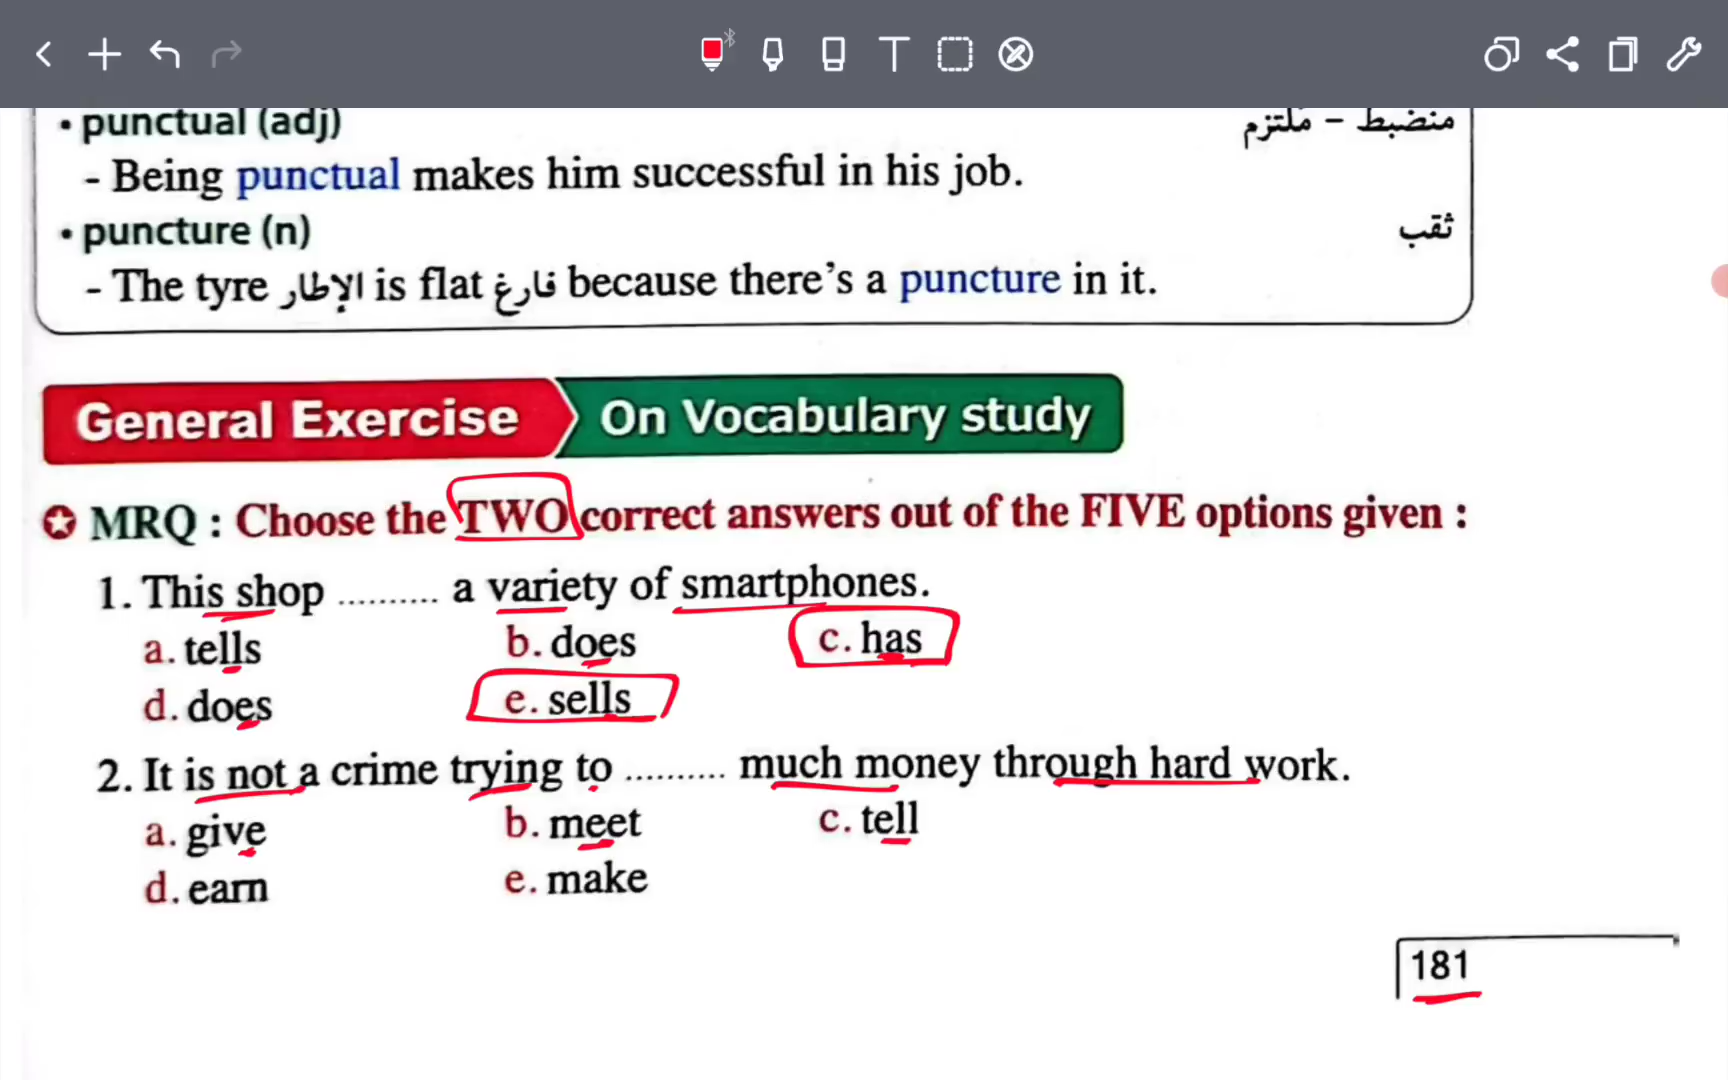 • punctual (adj) منضبط – ملتزم
- Being punctual makes him successful in his job.
• puncture (n) ثقب
- The tyre الإطار is flat فارغ because there's a puncture in it.
General Exercise On Vocabulary study
MRQ : Choose the TWO correct answers out of the FIVE options given :
1. This shop .......... a variety of smartphones.
a. tells b. does c. has
d. does e. sells
2. It is not a crime trying to .......... much money through hard work.
a. give b. meet c. tell
d. earn e. make
181